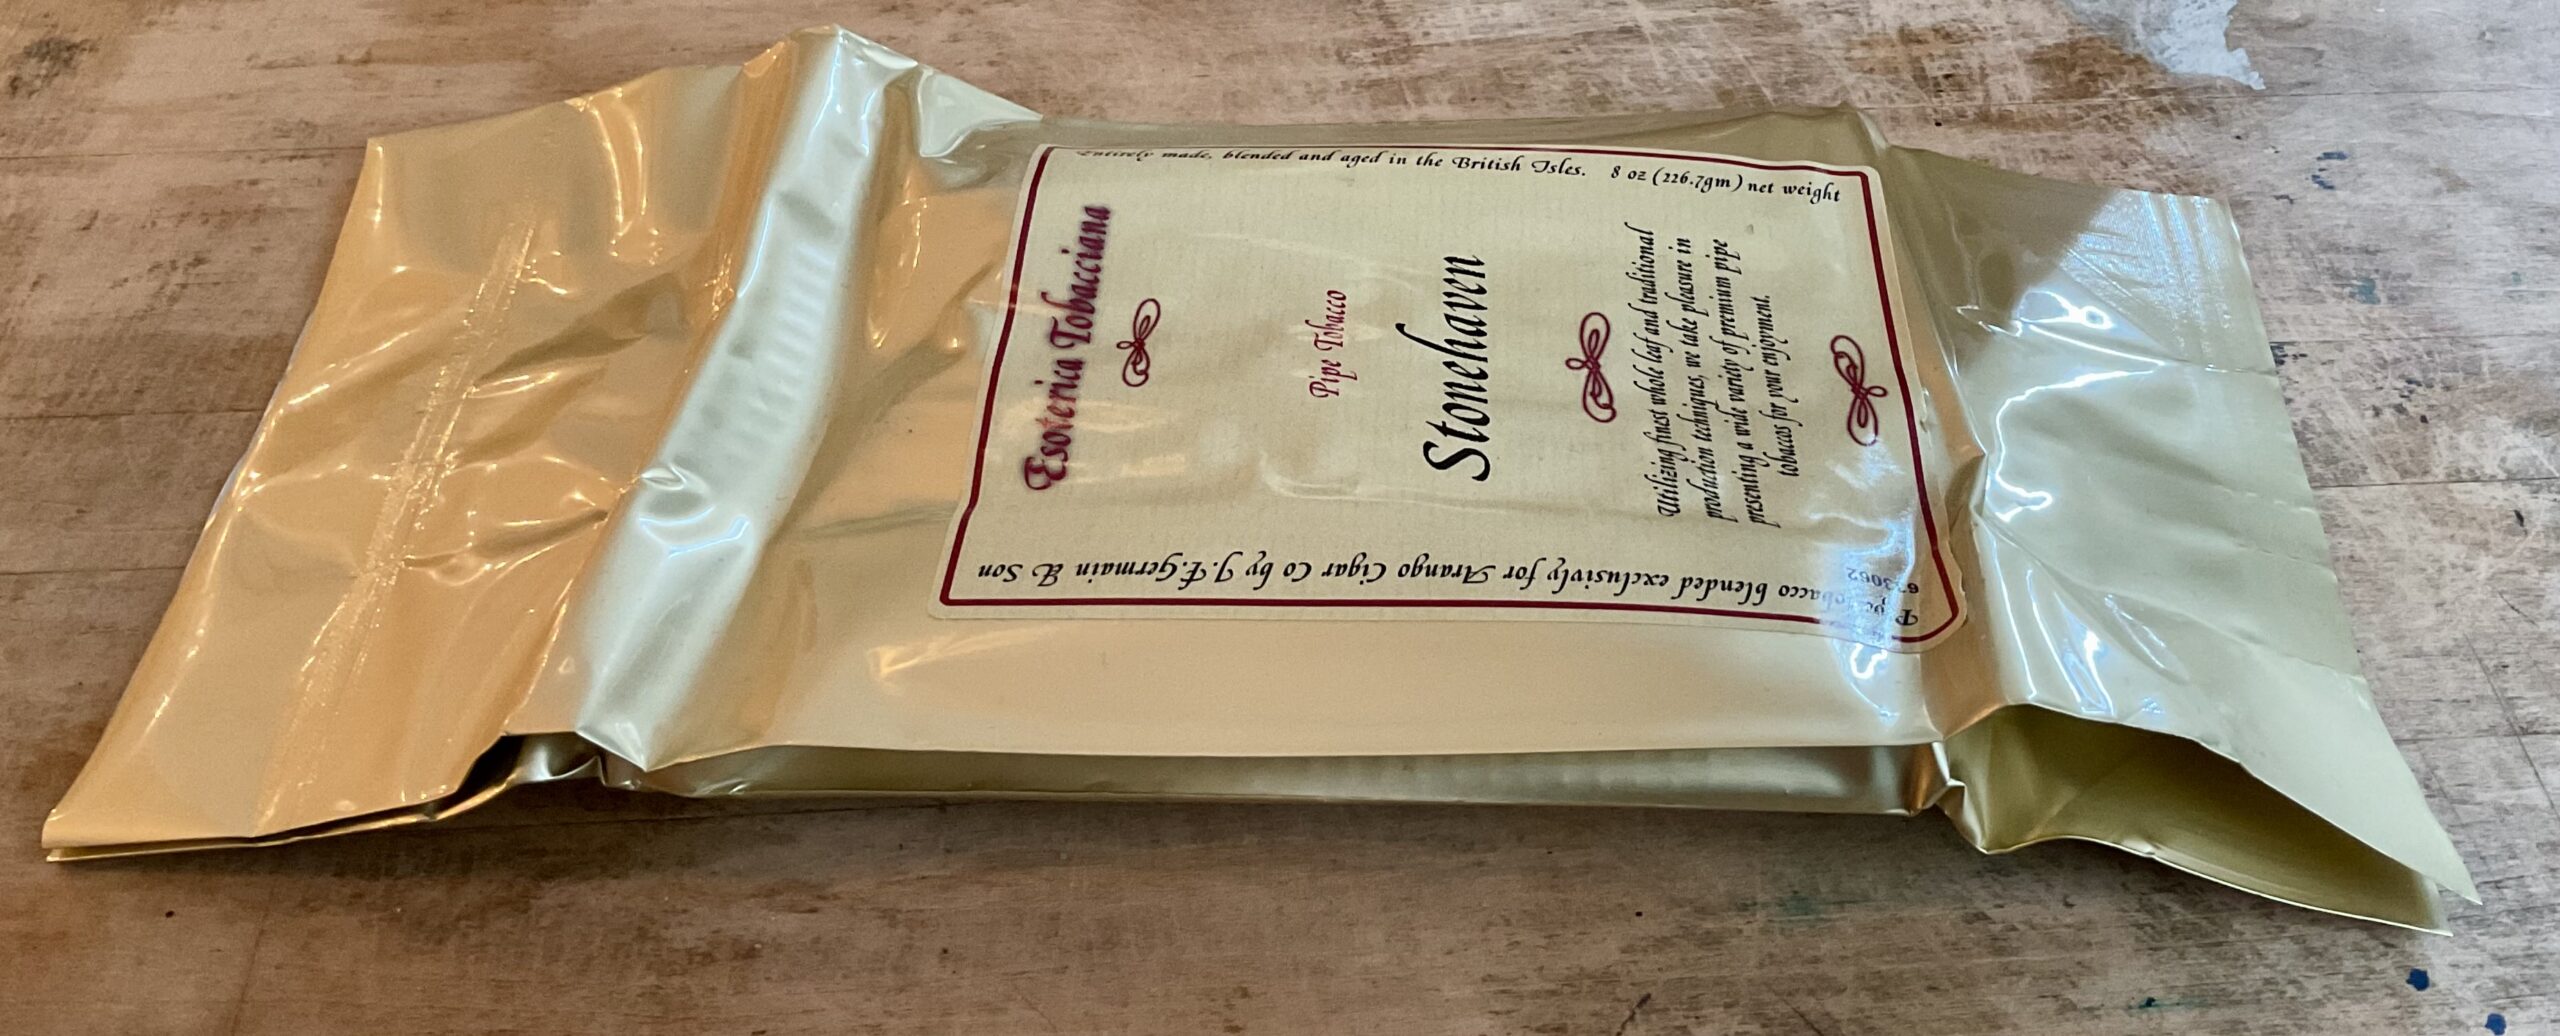 Esoterica Tobacciana
Pipe Tobacco
Stonehaven
Utilizing finest whole leaf and traditional
production techniques, we take pleasure in
presenting a wide variety of premium pipe
tobaccos for your enjoyment.
Entirely made, blended and aged in the British Isles. 8 oz (226.7gm) net weight
Pipe tobacco blended exclusively for Arango Cigar Co by J.F.Germain & Son